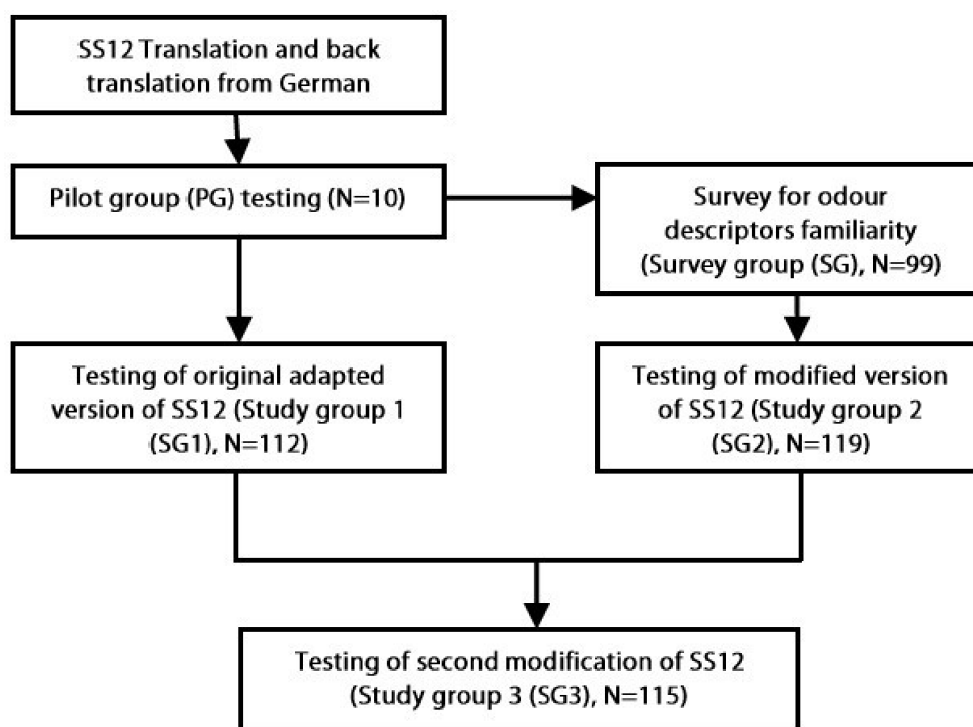 SS12 Translation and back
translation from German
Pilot group (PG) testing (N=10)
Survey for odour
descriptors familiarity
(Survey group (SG), N=99)
Testing of original adapted
version of SS12 (Study group 1
(SG1), N=112)
Testing of modified version
of SS12 (Study group 2
(SG2), N=119)
Testing of second modification of SS12
(Study group 3 (SG3), N=115)